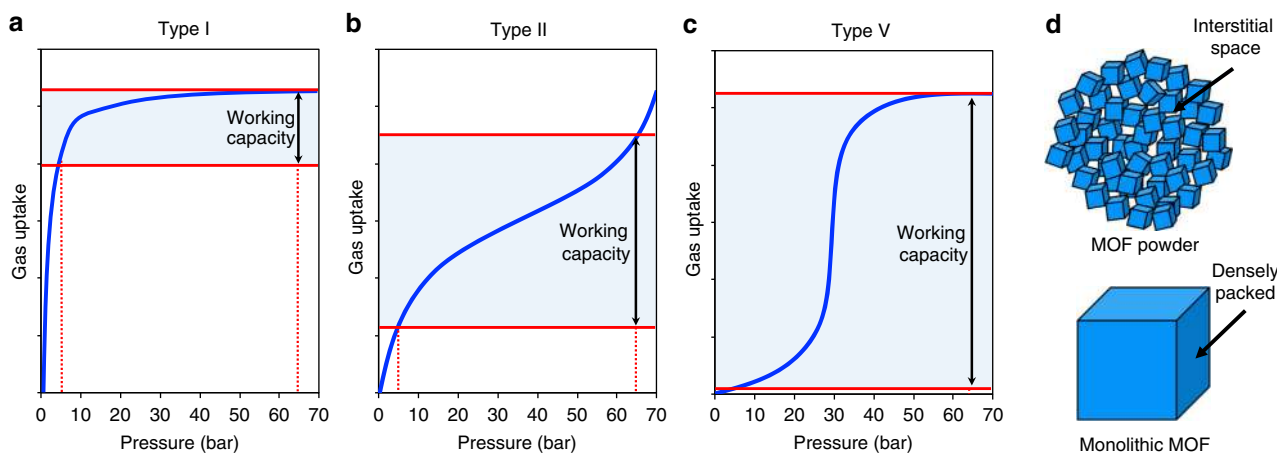 a
Type I
Gas uptake
Working
capacity
0 10 20 30 40 50 60 70
Pressure (bar)
b
Type II
Gas uptake
Working
capacity
0 10 20 30 40 50 60 70
Pressure (bar)
c
Type V
Gas uptake
Working
capacity
0 10 20 30 40 50 60 70
Pressure (bar)
d
Interstitial
space
MOF powder
Densely
packed
Monolithic MOF